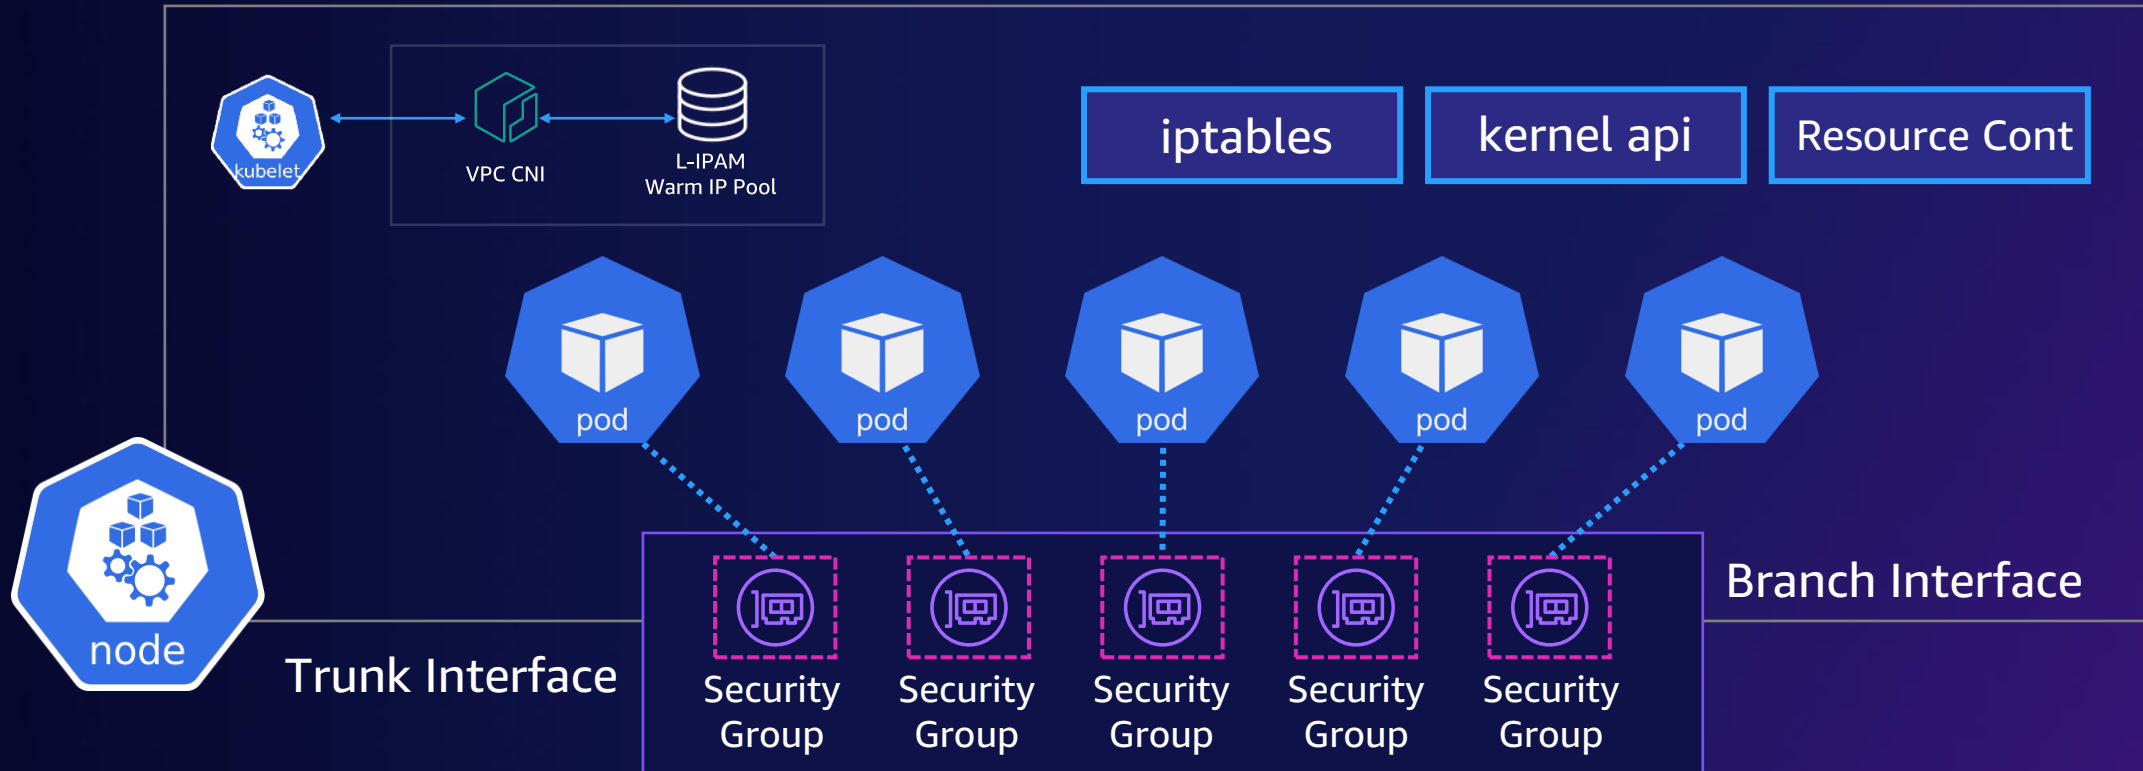 kubelet
VPC CNI
L-IPAM
Warm IP Pool
iptables
kernel api
Resource Cont
pod
pod
pod
pod
pod
node
Trunk Interface
Branch Interface
Security
Group
Security
Group
Security
Group
Security
Group
Security
Group